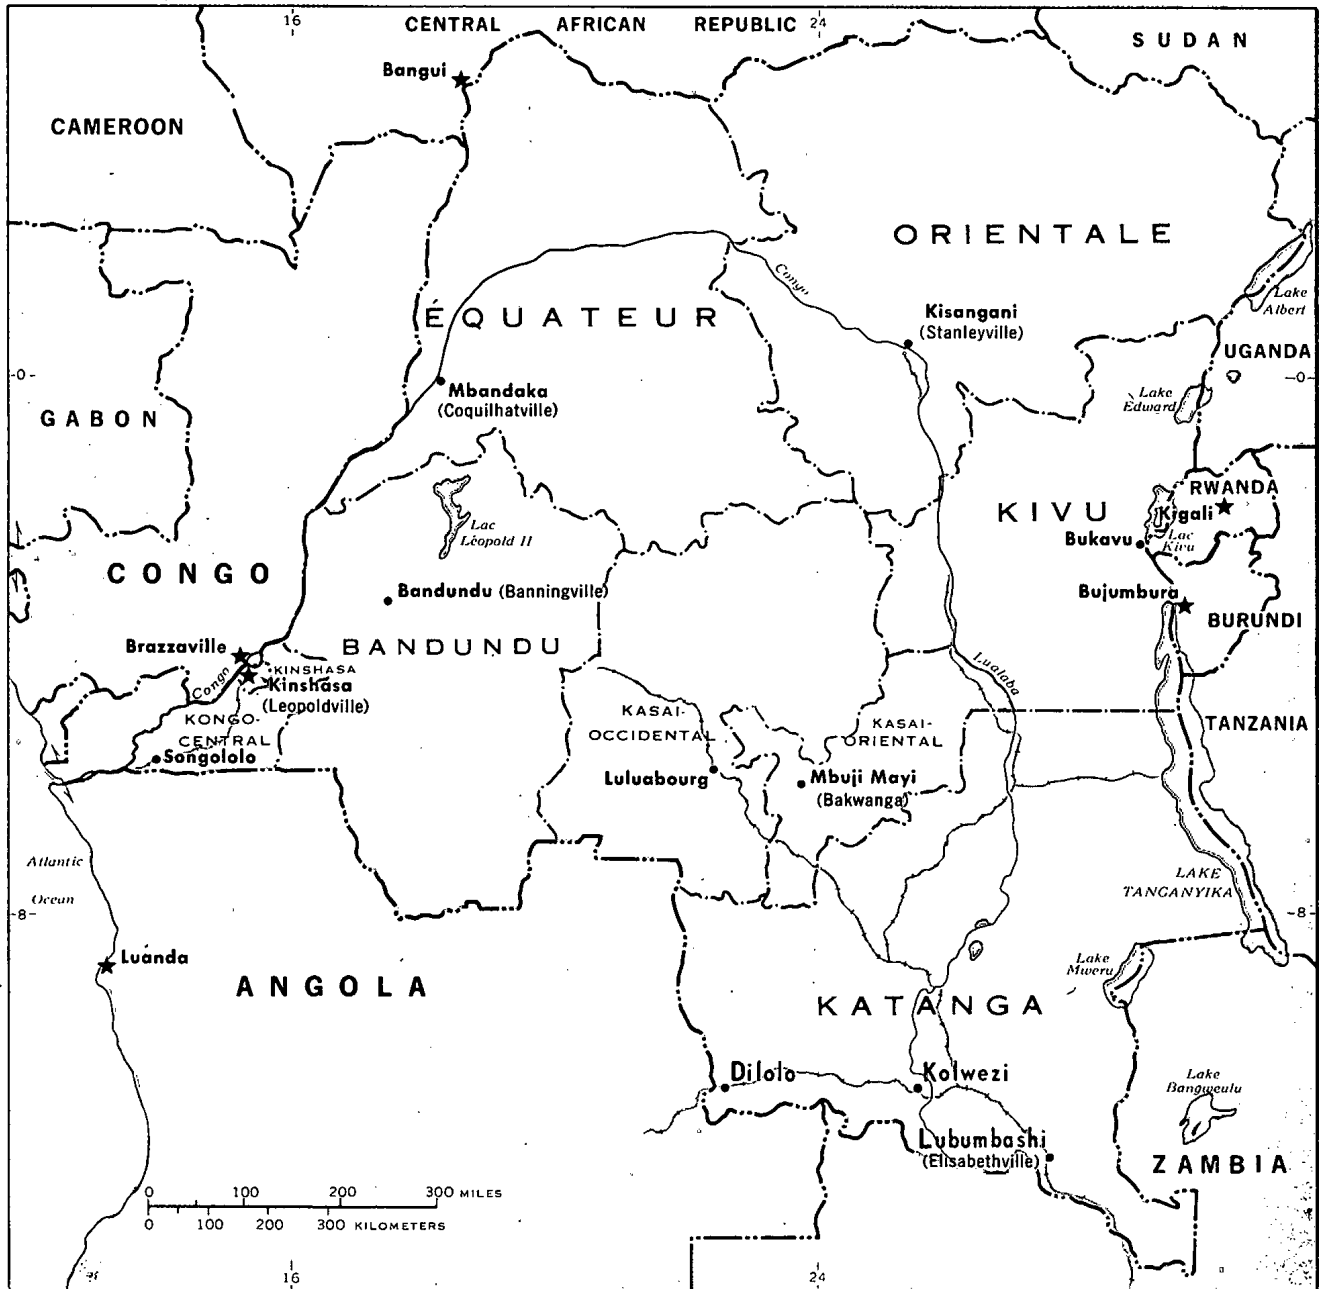 16
CENTRAL AFRICAN REPUBLIC
24
SUDAN
Bangui
CAMEROON
ORIENTALE
Congo
Lake
Albert
ÉQUATEUR
Kisangani
(Stanleyville)
UGANDA
-0-
-0-
Mbandaka
(Coquilhatville)
Lake
Edward
GABON
RWANDA
Kigali
KIVU
Lac
Léopold II
Bukavu
Lac
Kivu
CONGO
Bandundu (Banningville)
Bujumbura
BURUNDI
Brazzaville
BANDUNDU
KINSHASA
Kinshasa
(Leopoldville)
Congo
Lualaba
KONGO-
CENTRAL
KASAI-
OCCIDENTAL
KASAI-
ORIENTAL
TANZANIA
Songololo
Luluabourg
Mbuji Mayi
(Bakwanga)
Atlantic
Ocean
LAKE
TANGANYIKA
-8-
-8-
Luánda
Lake
Mweru
ANGOLA
KATANGA
Dilolo
Kolwezi
Lake
Bangweulu
Lubumbashi
(Elisabethville)
ZAMBIA
0 100 200 300 MILES
0 100 200 300 KILOMETERS
16
24